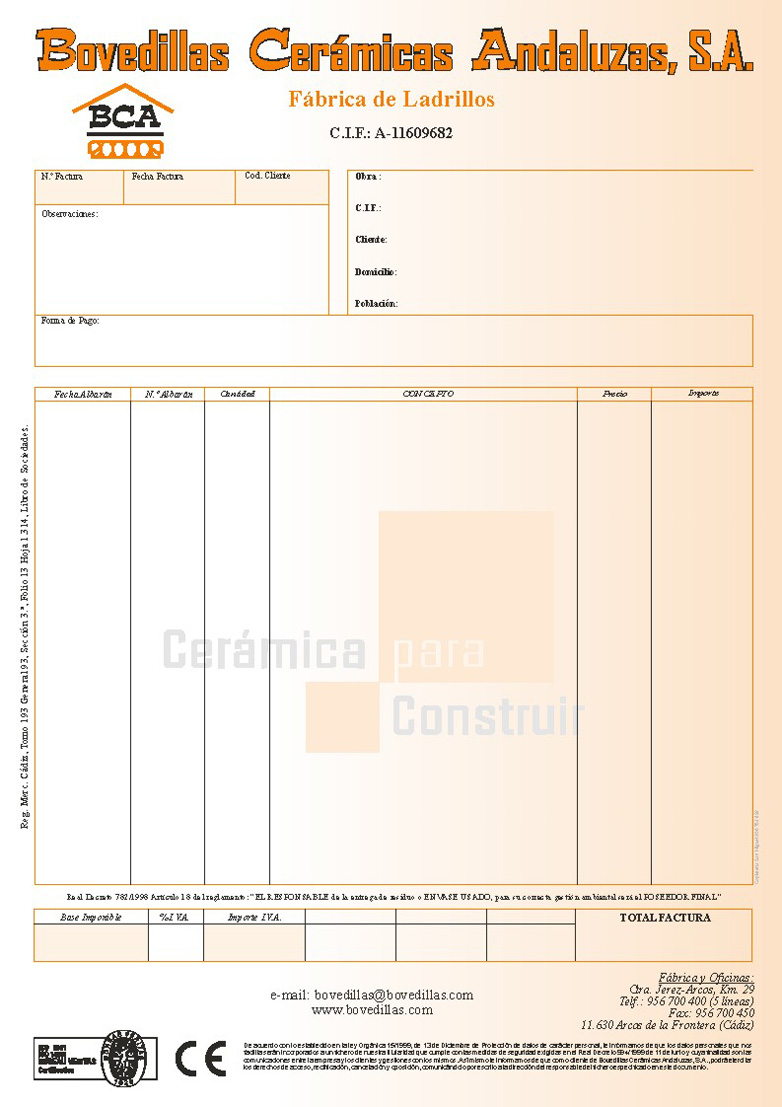 Bovedillas Cerámicas Andaluzas, S.A.
BCA
Fábrica de Ladrillos
C.I.F.: A-11609682
N.º Factura
Fecha Factura
Cod. Cliente
Observaciones:
Obra :
C.I.F.:
Cliente:
Domicilio:
Población:
Forma de Pago:
Fecha Albarán
N.º Albarán
Cantidad
CONCEPTO
Precio
Importe
Cerámica para
Construir
Reg. Merc. Cádiz, Tomo 193 General 93, Sección 3.ª, Folio 13 Hoja 1.314, Libro de Sociedades.
Real Decreto 782/1998 Artículo 18 del reglamento: "EL RESPONSABLE de la entrega de residuo o ENVASE USADO, para su correcta gestión ambiental será el POSEEDOR FINAL"
Base Imponible
% I.V.A.
Importe I.V.A.
TOTAL FACTURA
e-mail: bovedillas@bovedillas.com
www.bovedillas.com
Fábrica y Oficinas:
Ctra. Jerez-Arcos, Km. 29
Telf.: 956 700 400 (5 líneas)
Fax: 956 700 450
11.630 Arcos de la Frontera (Cádiz)
BUREAU VERITAS
Certification
1828
CE
De acuerdo con lo establecido en la ley Orgánica 15/1999, de 13 de Diciembre de Protección de datos de carácter personal, le informamos de que los datos personales que nos
facilita serán incorporados a un fichero de nuestra titularidad que cumple con las medidas de seguridad exigidas en el Real Decreto 994/1999 de 11 de Junio y cuya finalidad son las
comunicaciones entre la empresa y los clientes y gestiones con los mismos. Asimismo le informamos de que como cliente de Bovedillas Cerámicas Andaluzas, S.A., podrá ejercitar
los derechos de acceso, rectificación, cancelación y oposición, comunicándolo por escrito a la dirección del responsable del fichero especificado en este documento.